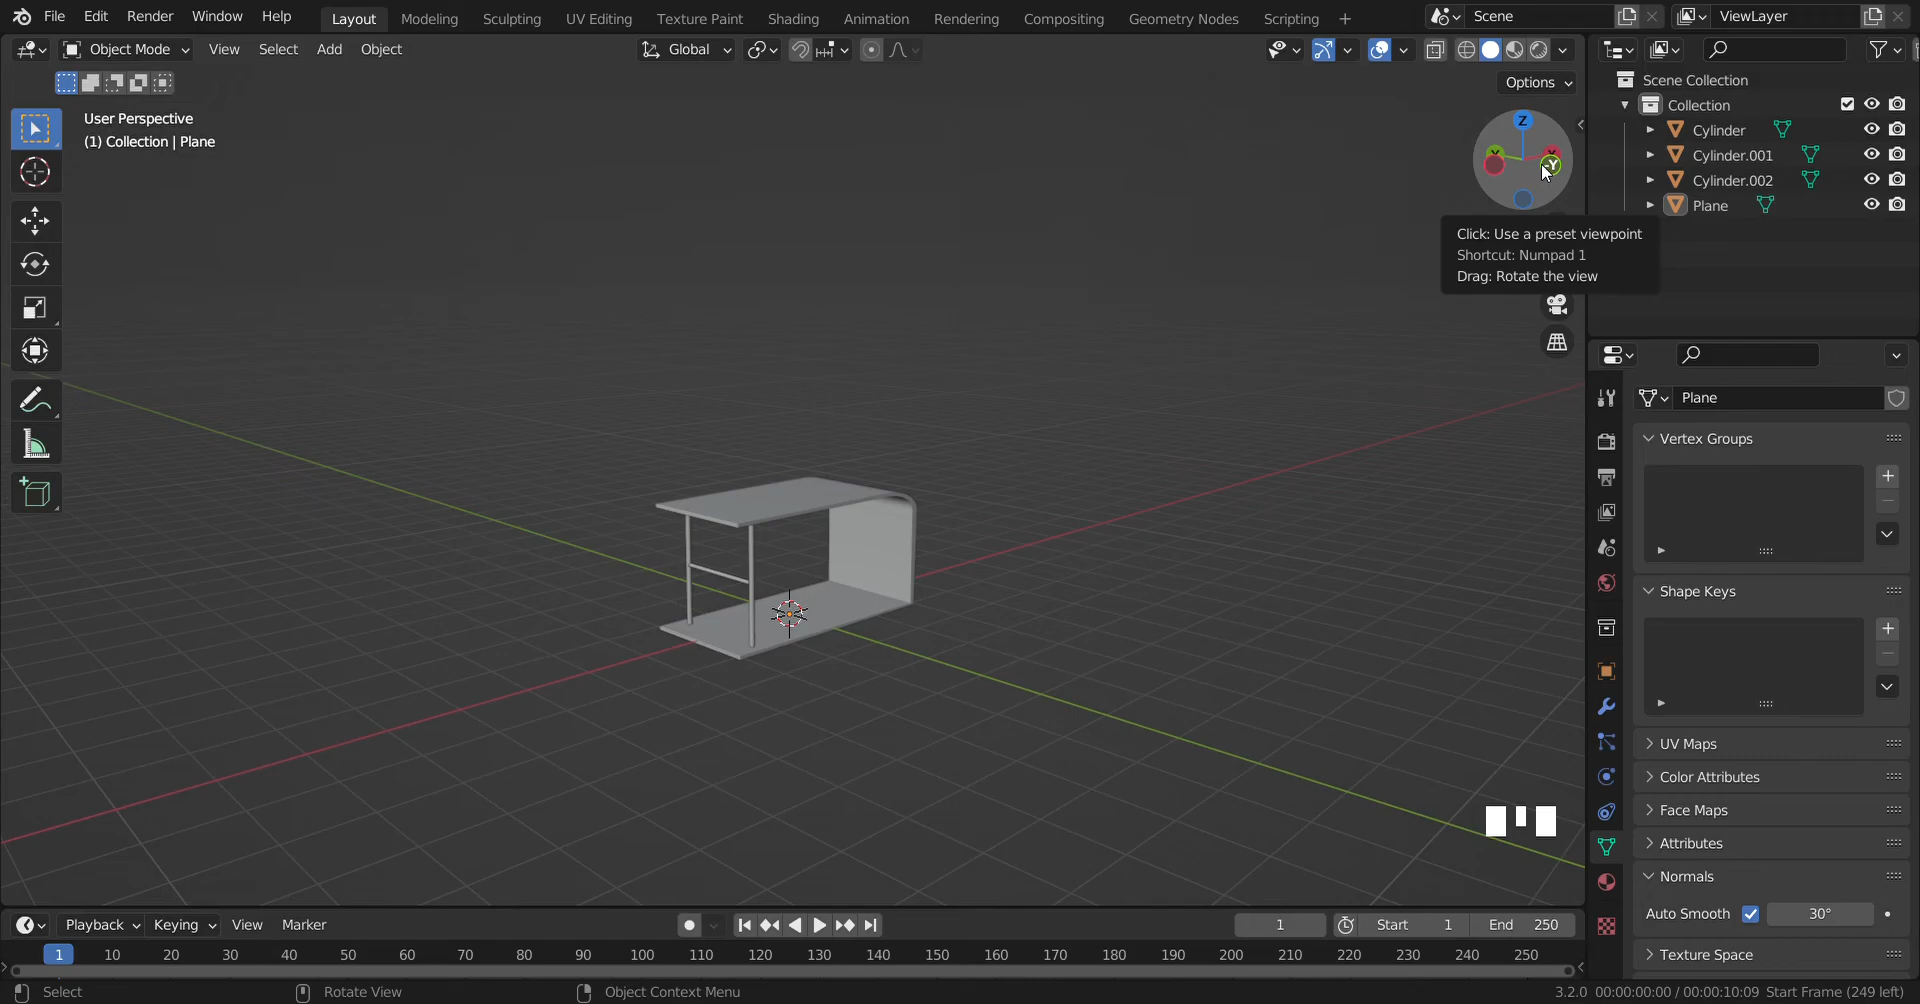 File Edit Render Window Help Layout Modeling Sculpting UV Editing Texture Paint Shading Animation Rendering Compositing Geometry Nodes Scripting + Scene ViewLayer
Object Mode View Select Add Object Global
Options
User Perspective
(1) Collection | Plane
Z
Y
X
-Y
Click: Use a preset viewpoint
Shortcut: Numpad 1
Drag: Rotate the view
Scene Collection
Collection
Cylinder
Cylinder.001
Cylinder.002
Plane
Plane
Vertex Groups
Shape Keys
UV Maps
Color Attributes
Face Maps
Attributes
Normals
Auto Smooth 30°
Texture Space
Playback Keying View Marker 1 Start 1 End 250
1 10 20 30 40 50 60 70 80 90 100 110 120 130 140 150 160 170 180 190 200 210 220 230 240 250
Select Rotate View Object Context Menu 3.2.0 00:00:00:00 / 00:00:10:09 Start Frame (249 left)